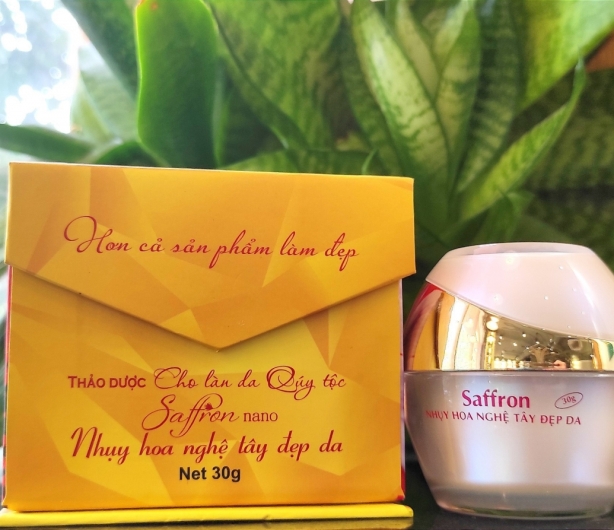 Hơn cả sản phẩm làm đẹp
THẢO DƯỢC Cho làn da Qúy tộc
Saffron nano
Nhụy hoa nghệ tây đẹp da
Net 30g
Saffron 30g
NHỤY HOA NGHỆ TÂY ĐẸP DA